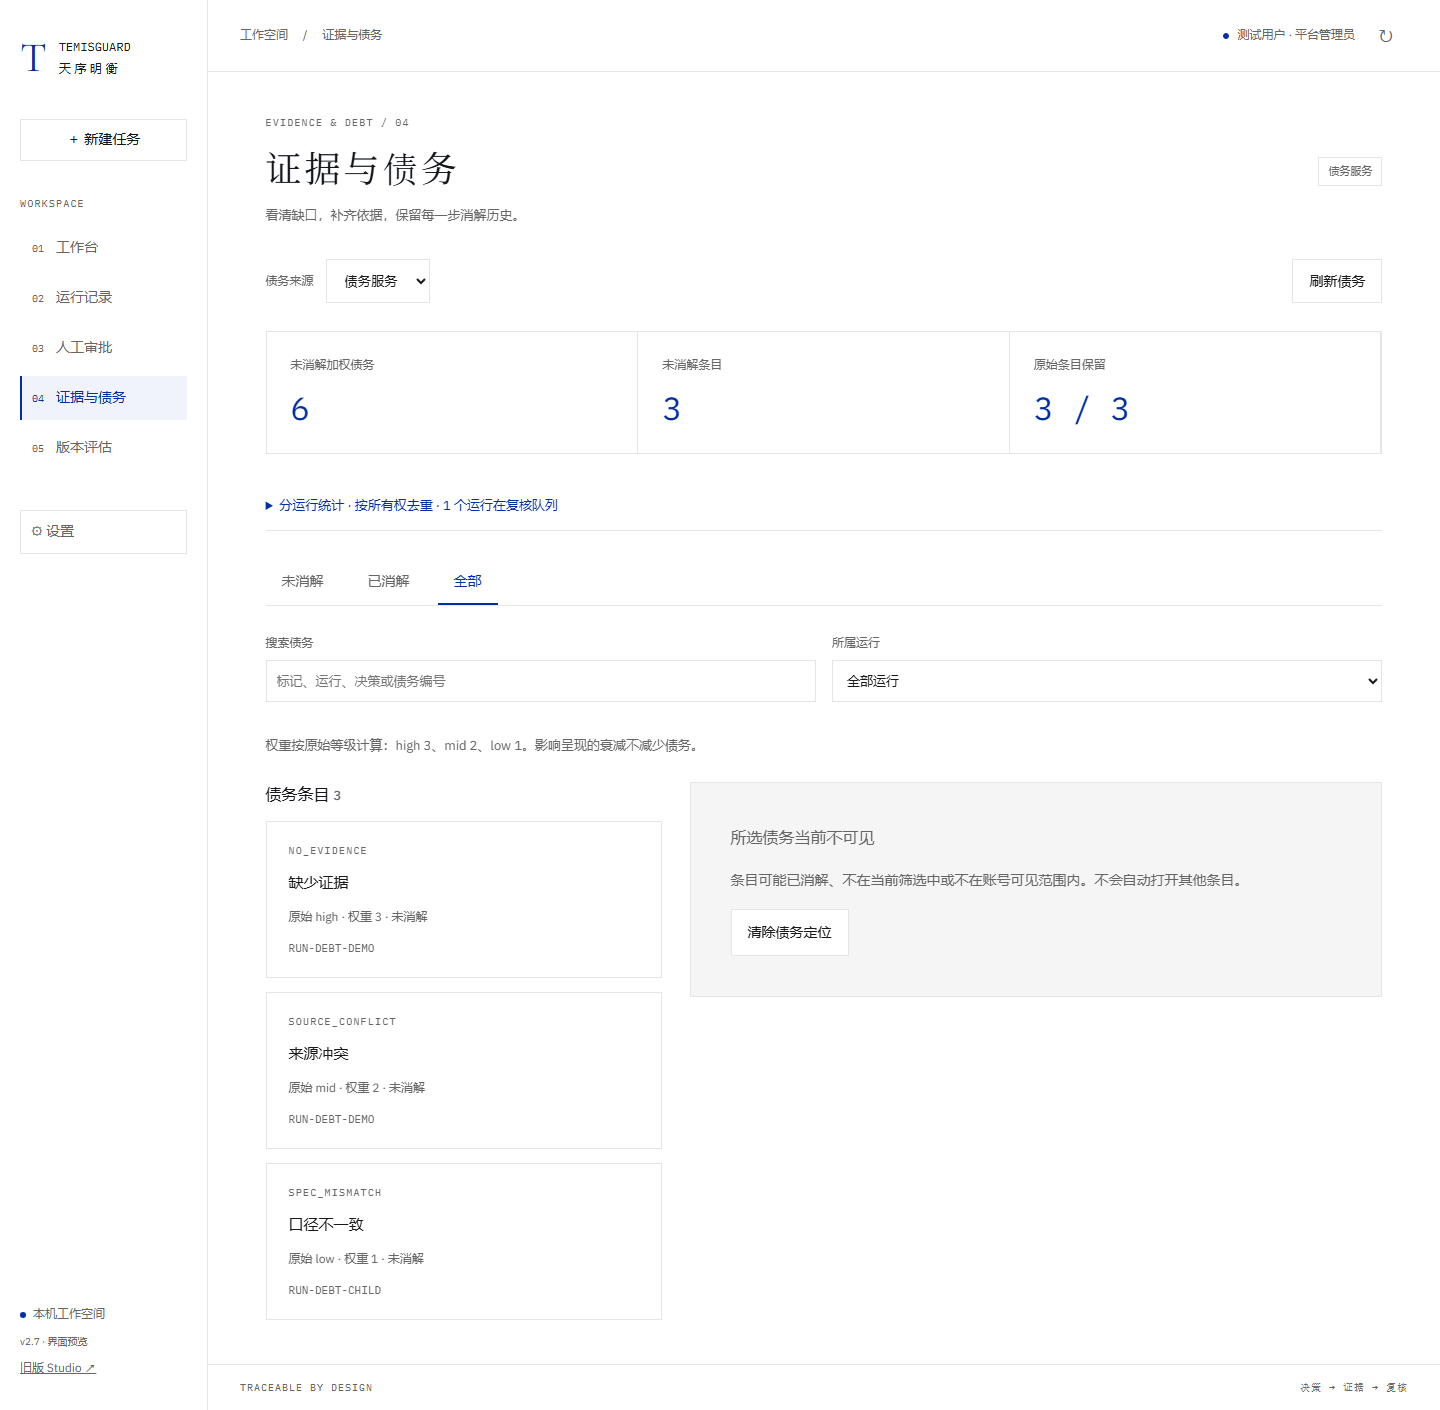 T
TEMISGUARD
天序明衡
+ 新建任务
WORKSPACE
01 工作台
02 运行记录
03 人工审批
04 证据与债务
05 版本评估
⚙ 设置
本机工作空间
v2.7 · 界面预览
旧版 Studio ↗
工作空间 / 证据与债务
测试用户 · 平台管理员 ↻
EVIDENCE & DEBT / 04
证据与债务
债务服务
看清缺口，补齐依据，保留每一步消解历史。
债务来源 债务服务
刷新债务
未消解加权债务
6
未消解条目
3
原始条目保留
3 / 3
▶ 分运行统计 · 按所有权去重 · 1 个运行在复核队列
未消解 已消解 全部
搜索债务
标记、运行、决策或债务编号
所属运行
全部运行
权重按原始等级计算：high 3、mid 2、low 1。影响呈现的衰减不减少债务。
债务条目 3
NO_EVIDENCE
缺少证据
原始 high · 权重 3 · 未消解
RUN-DEBT-DEMO
SOURCE_CONFLICT
来源冲突
原始 mid · 权重 2 · 未消解
RUN-DEBT-DEMO
SPEC_MISMATCH
口径不一致
原始 low · 权重 1 · 未消解
RUN-DEBT-CHILD
所选债务当前不可见
条目可能已消解、不在当前筛选中或不在账号可见范围内。不会自动打开其他条目。
清除债务定位
TRACEABLE BY DESIGN
决策 → 证据 → 复核